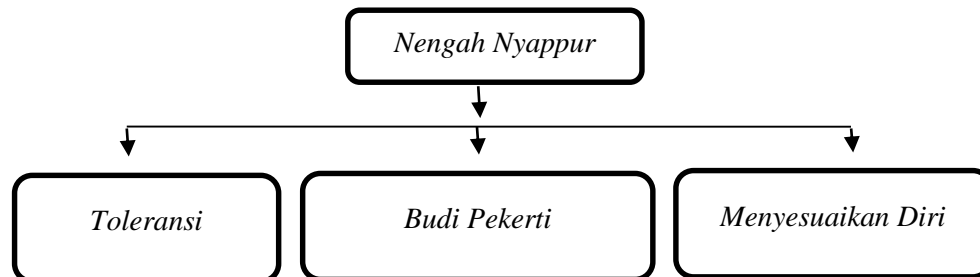 Nengah Nyappur
Toleransi
Budi Pekerti
Menyesuaikan Diri